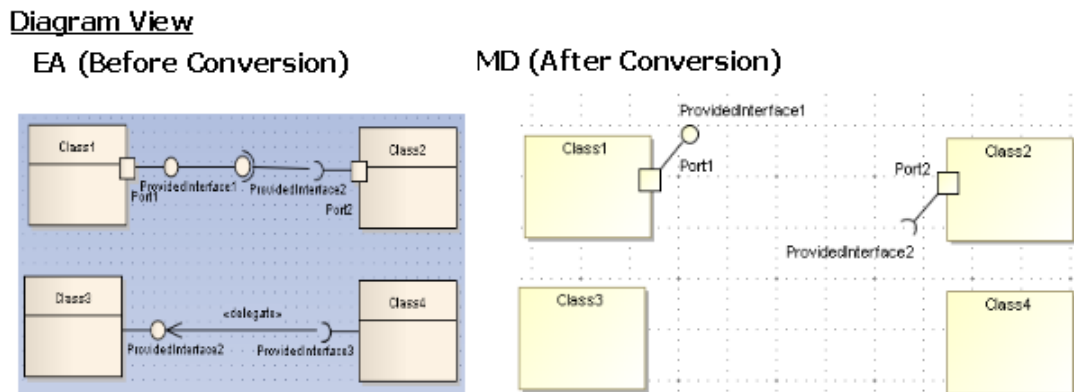 Diagram View
EA (Before Conversion)
MD (After Conversion)
Class1
ProvidedInterface1
Port1
ProvidedInterface2
Port2
Class2
Class3
ProvidedInterface2
«delegate»
ProvidedInterface3
Class4
ProvidedInterface1
Class1
Port1
Port2
Class2
ProvidedInterface2
Class3
Class4